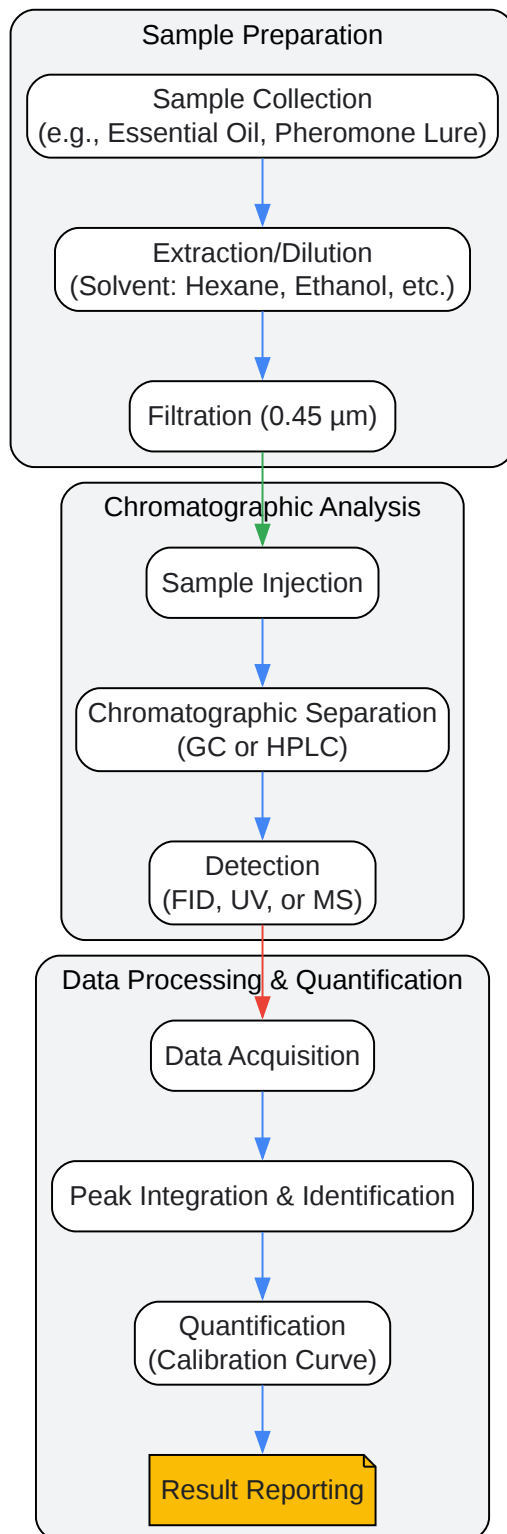 Sample Preparation
Sample Collection
(e.g., Essential Oil, Pheromone Lure)
Extraction/Dilution
(Solvent: Hexane, Ethanol, etc.)
Filtration (0.45 µm)
Chromatographic Analysis
Sample Injection
Chromatographic Separation
(GC or HPLC)
Detection
(FID, UV, or MS)
Data Processing & Quantification
Data Acquisition
Peak Integration & Identification
Quantification
(Calibration Curve)
Result Reporting